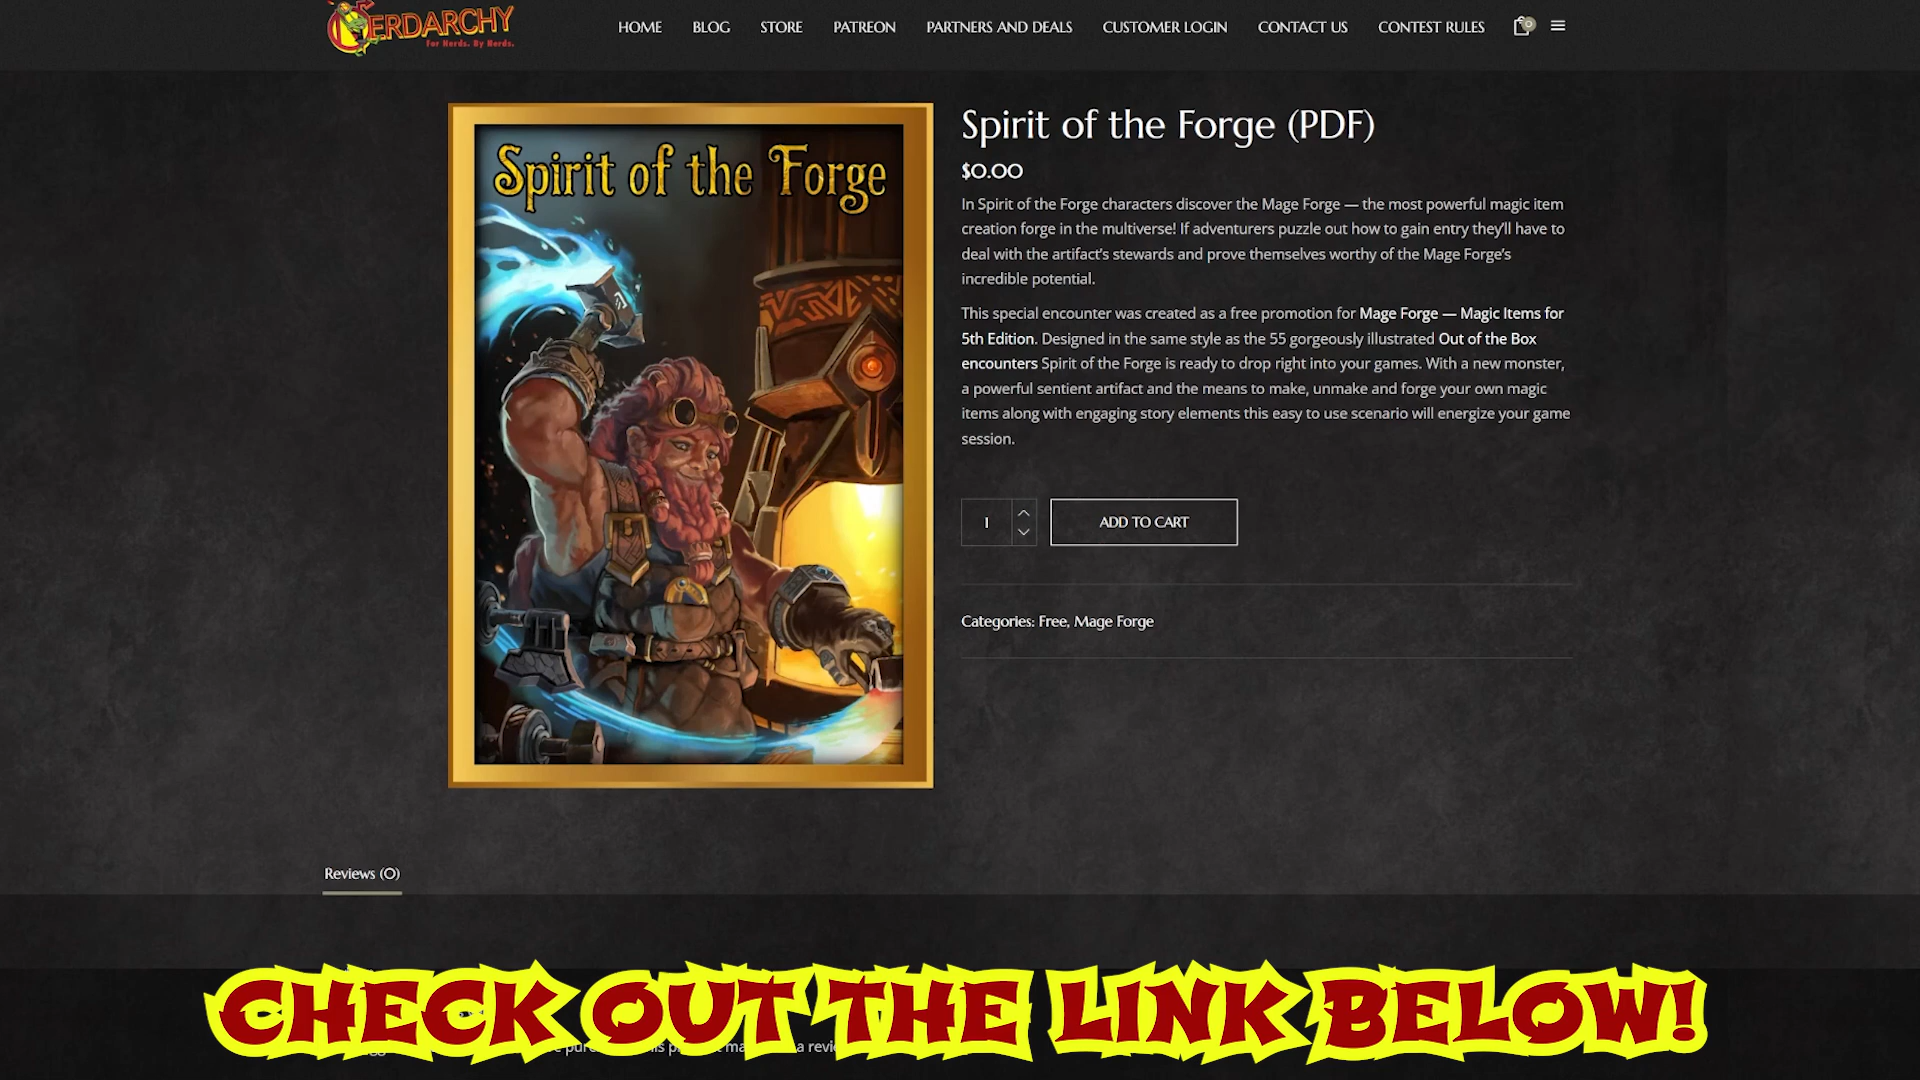 NERDARCHY
For Nerds. By Nerds.
HOME BLOG STORE PATREON PARTNERS AND DEALS CUSTOMER LOGIN CONTACT US CONTEST RULES 0
Spirit of the Forge
Spirit of the Forge (PDF)
$0.00
In Spirit of the Forge characters discover the Mage Forge — the most powerful magic item
creation forge in the multiverse! If adventurers puzzle out how to gain entry they'll have to
deal with the artifact's stewards and prove themselves worthy of the Mage Forge's
incredible potential.
This special encounter was created as a free promotion for Mage Forge — Magic Items for
5th Edition. Designed in the same style as the 55 gorgeously illustrated Out of the Box
encounters Spirit of the Forge is ready to drop right into your games. With a new monster,
a powerful sentient artifact and the means to make, unmake and forge your own magic
items along with engaging story elements this easy to use scenario will energize your game
session.
1 ADD TO CART
Categories: Free, Mage Forge
Reviews (0)
CHECK OUT THE LINK BELOW!